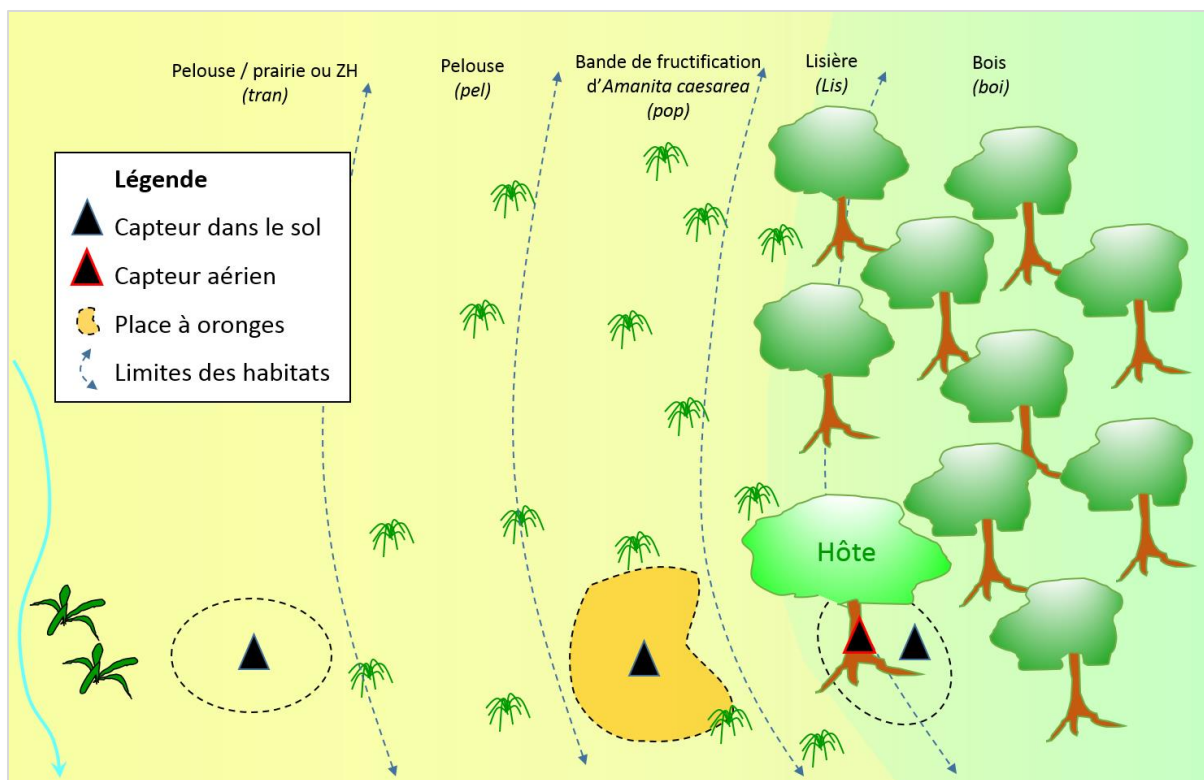 Pelouse / prairie ou ZH
(tran)
Pelouse
(pel)
Bande de fructification
d’Amanita caesarea
(pop)
Lisière
(Lis)
Bois
(boi)
Légende
Capteur dans le sol
Capteur aérien
Place à oronges
Limites des habitats
Hôte